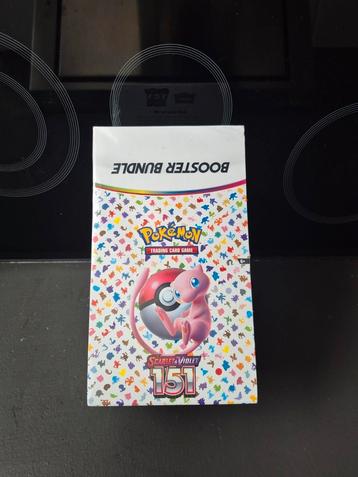 BOOSTER BUNDLE
POKéMON
TRADING CARD GAME
SCARLET & VIOLET
151